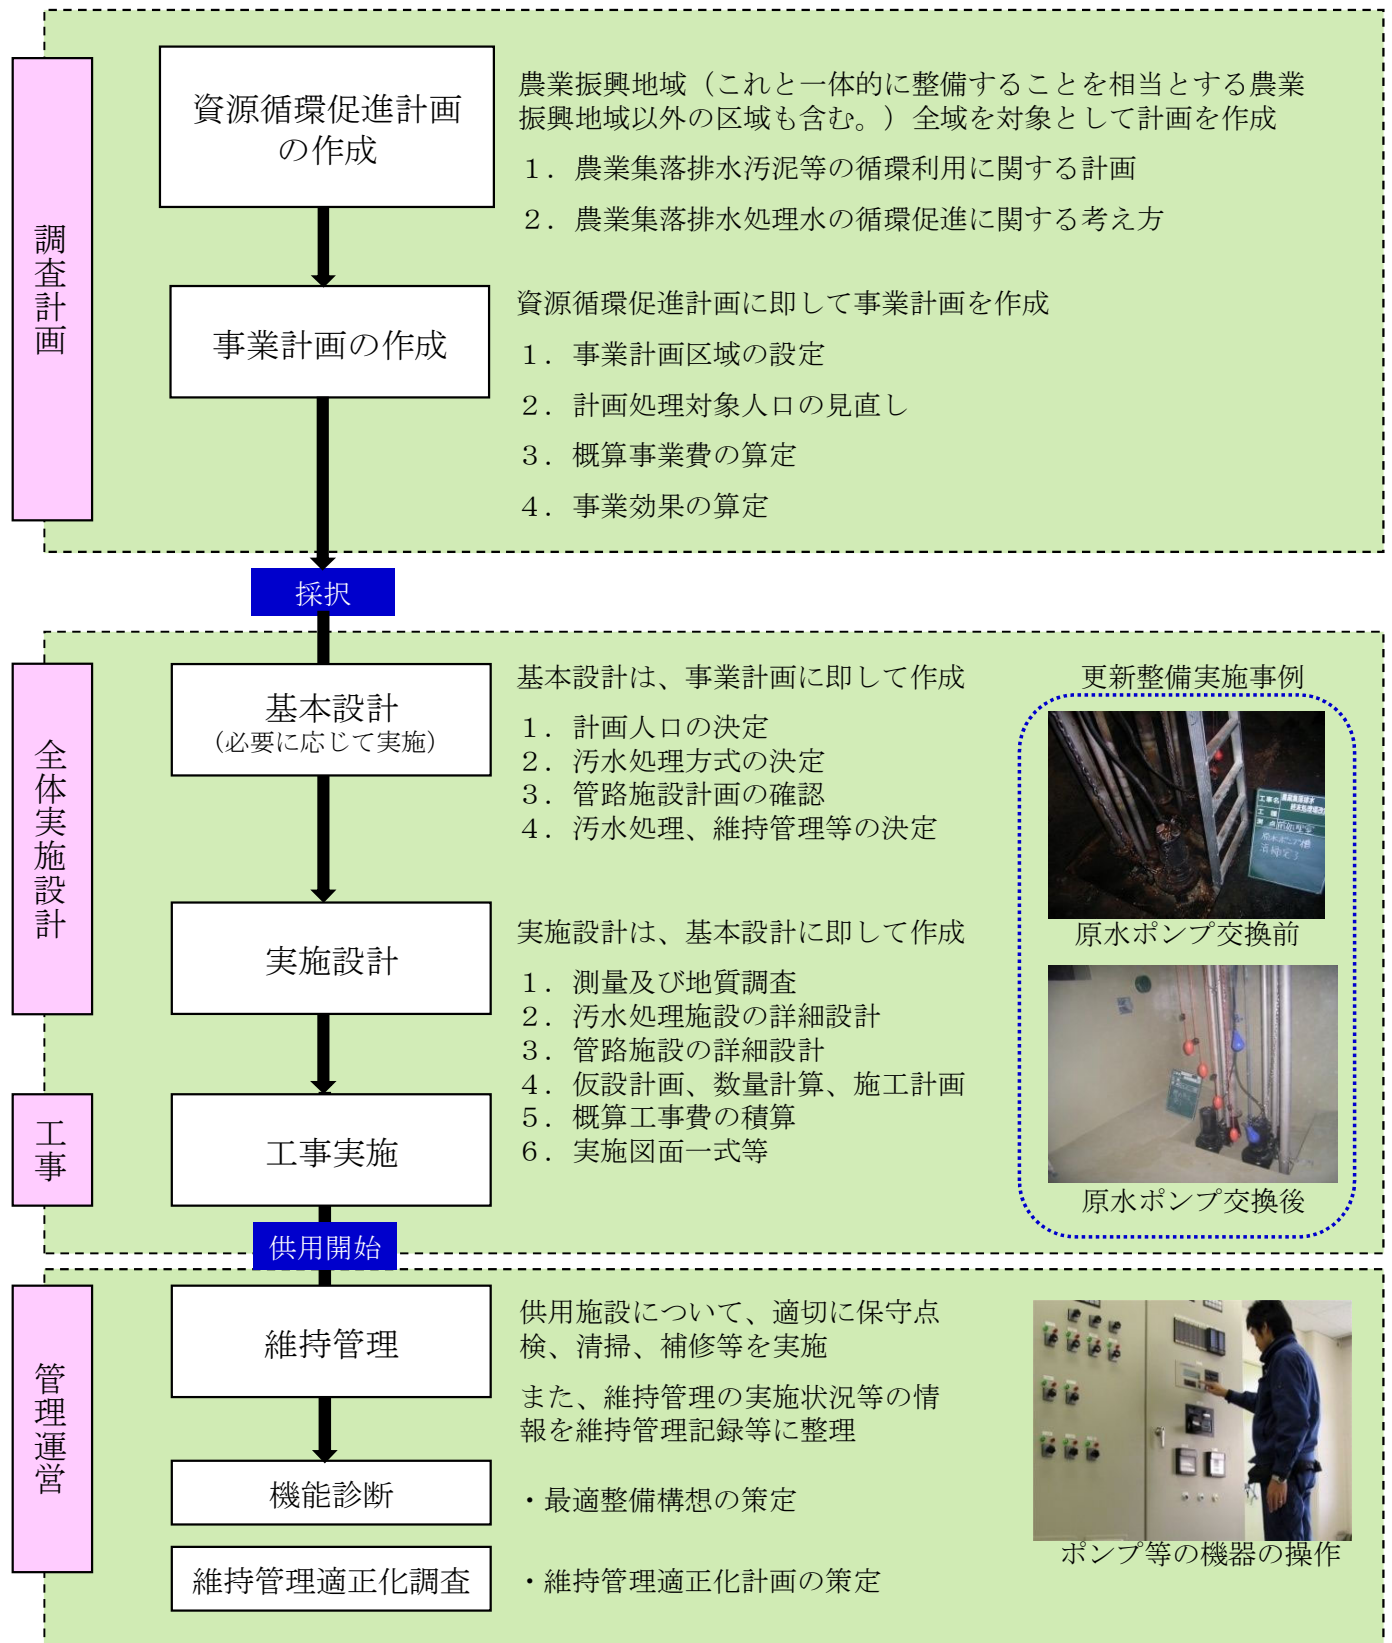 調査計画
資源循環促進計画
の作成
農業振興地域（これと一体的に整備することを相当とする農業
振興地域以外の区域も含む。）全域を対象として計画を作成
１．農業集落排水汚泥等の循環利用に関する計画
２．農業集落排水処理水の循環促進に関する考え方
事業計画の作成
資源循環促進計画に即して事業計画を作成
１．事業計画区域の設定
２．計画処理対象人口の見直し
３．概算事業費の算定
４．事業効果の算定
採択
全体実施設計
基本設計
（必要に応じて実施）
基本設計は、事業計画に即して作成
１．計画人口の決定
２．汚水処理方式の決定
３．管路施設計画の確認
４．汚水処理、維持管理等の決定
実施設計
実施設計は、基本設計に即して作成
１．測量及び地質調査
２．汚水処理施設の詳細設計
３．管路施設の詳細設計
４．仮設計画、数量計算、施工計画
５．概算工事費の積算
６．実施図面一式等
更新整備実施事例
工事名
工種
測点
原水ポンプ交換前
原水ポンプ交換後
工事
工事実施
供用開始
管理運営
維持管理
供用施設について、適切に保守点
検、清掃、補修等を実施
また、維持管理の実施状況等の情
報を維持管理記録等に整理
機能診断
・最適整備構想の策定
維持管理適正化調査
・維持管理適正化計画の策定
ポンプ等の機器の操作